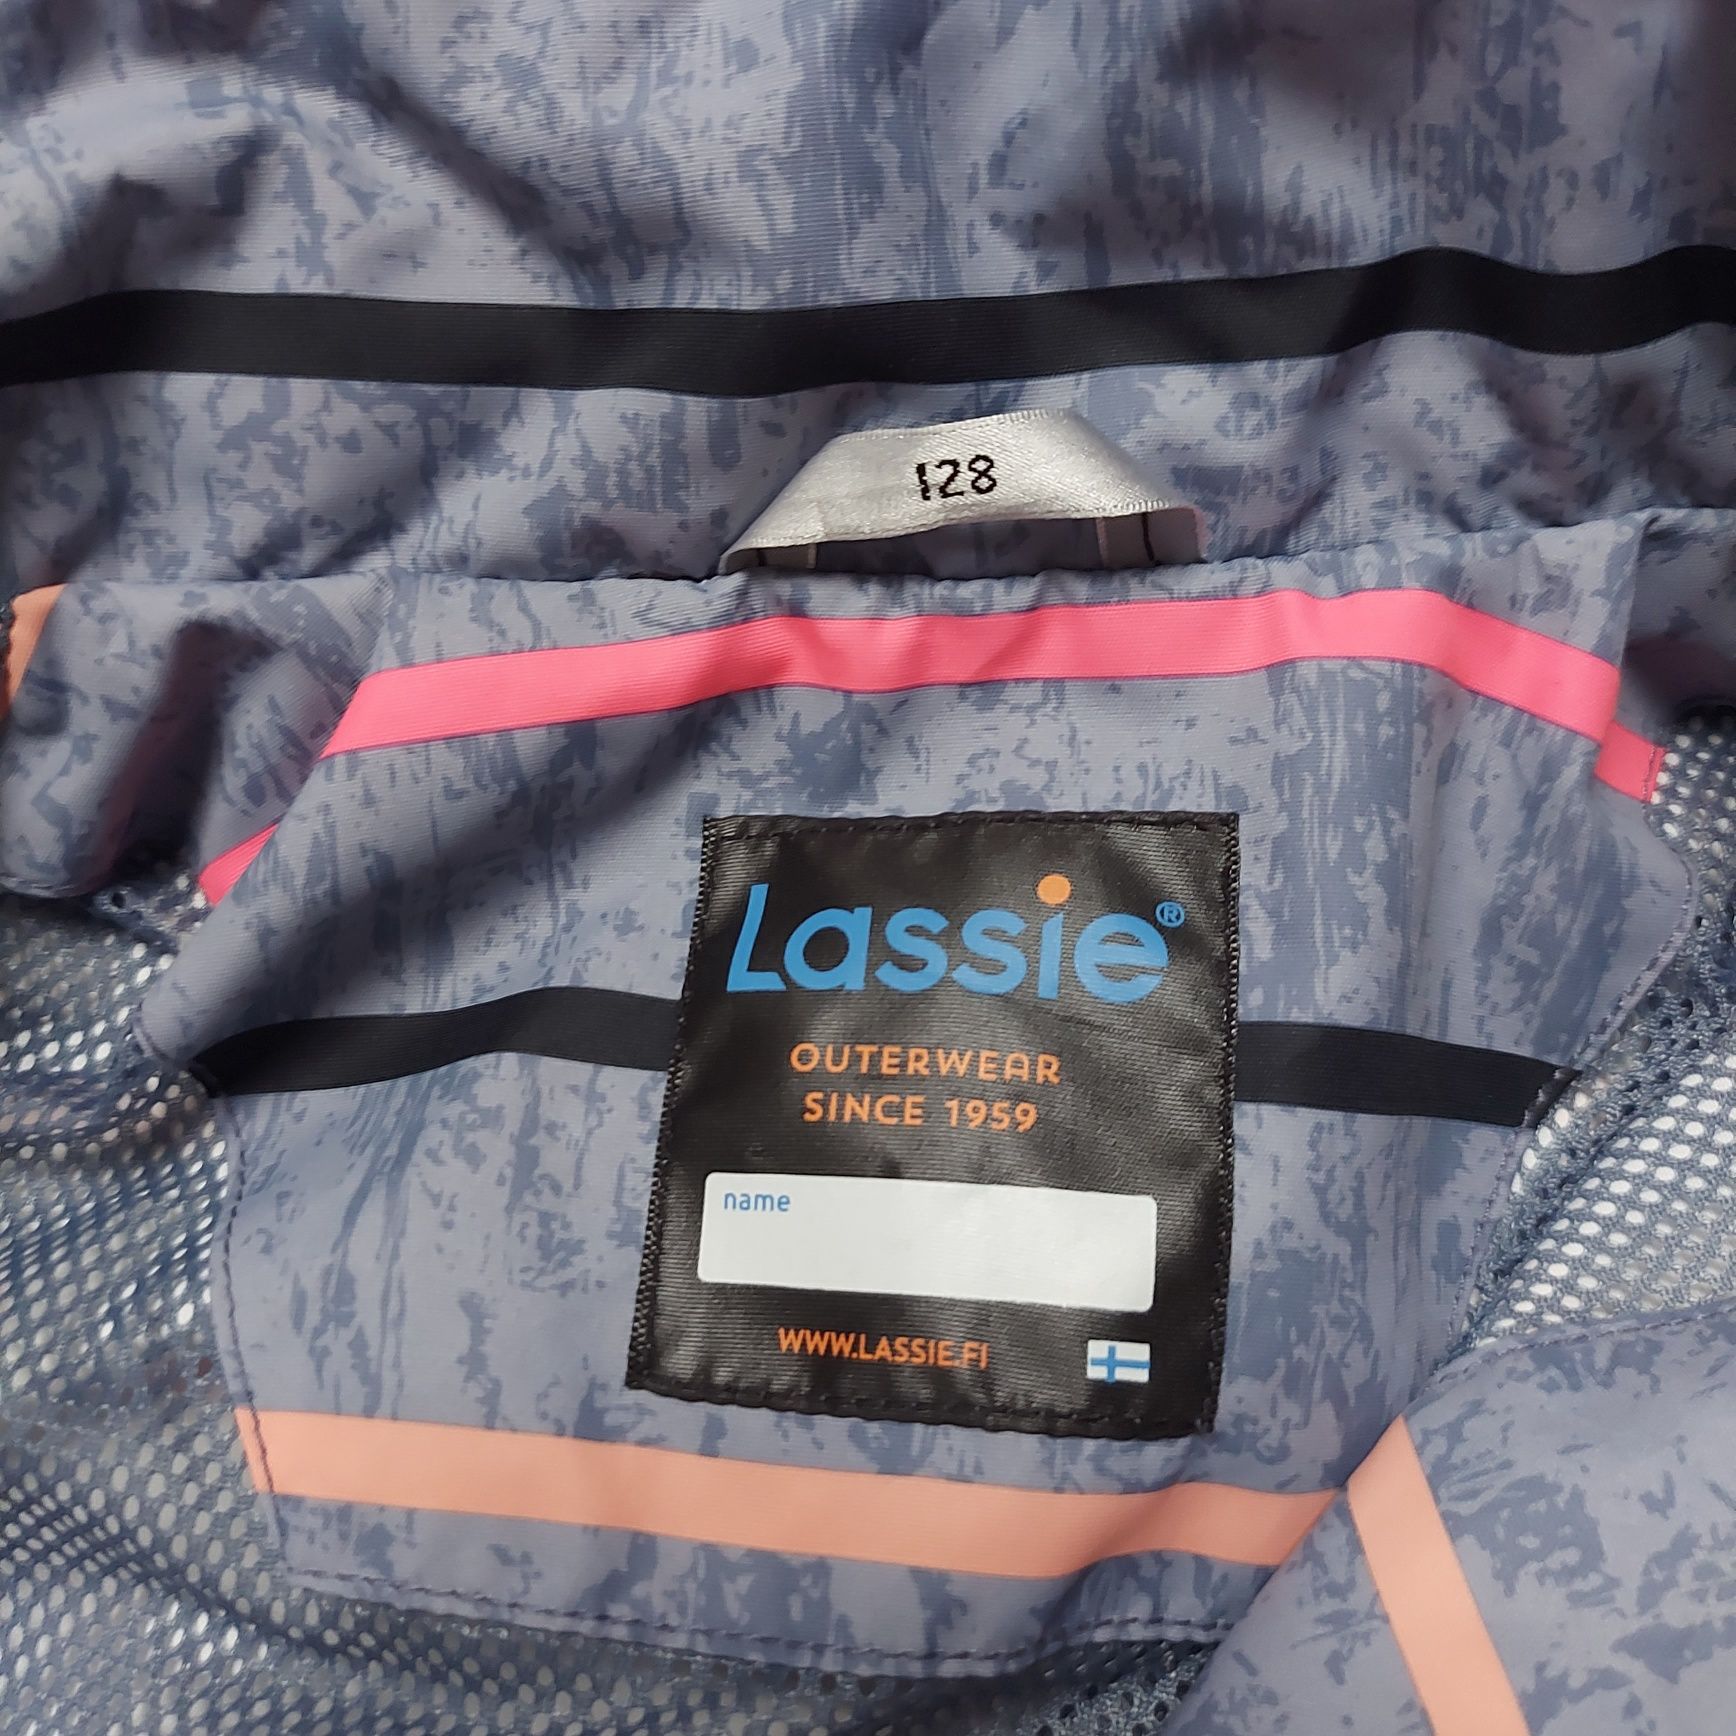 128
Lassie®
OUTERWEAR
SINCE 1959
name
WWW.LASSIE.FI